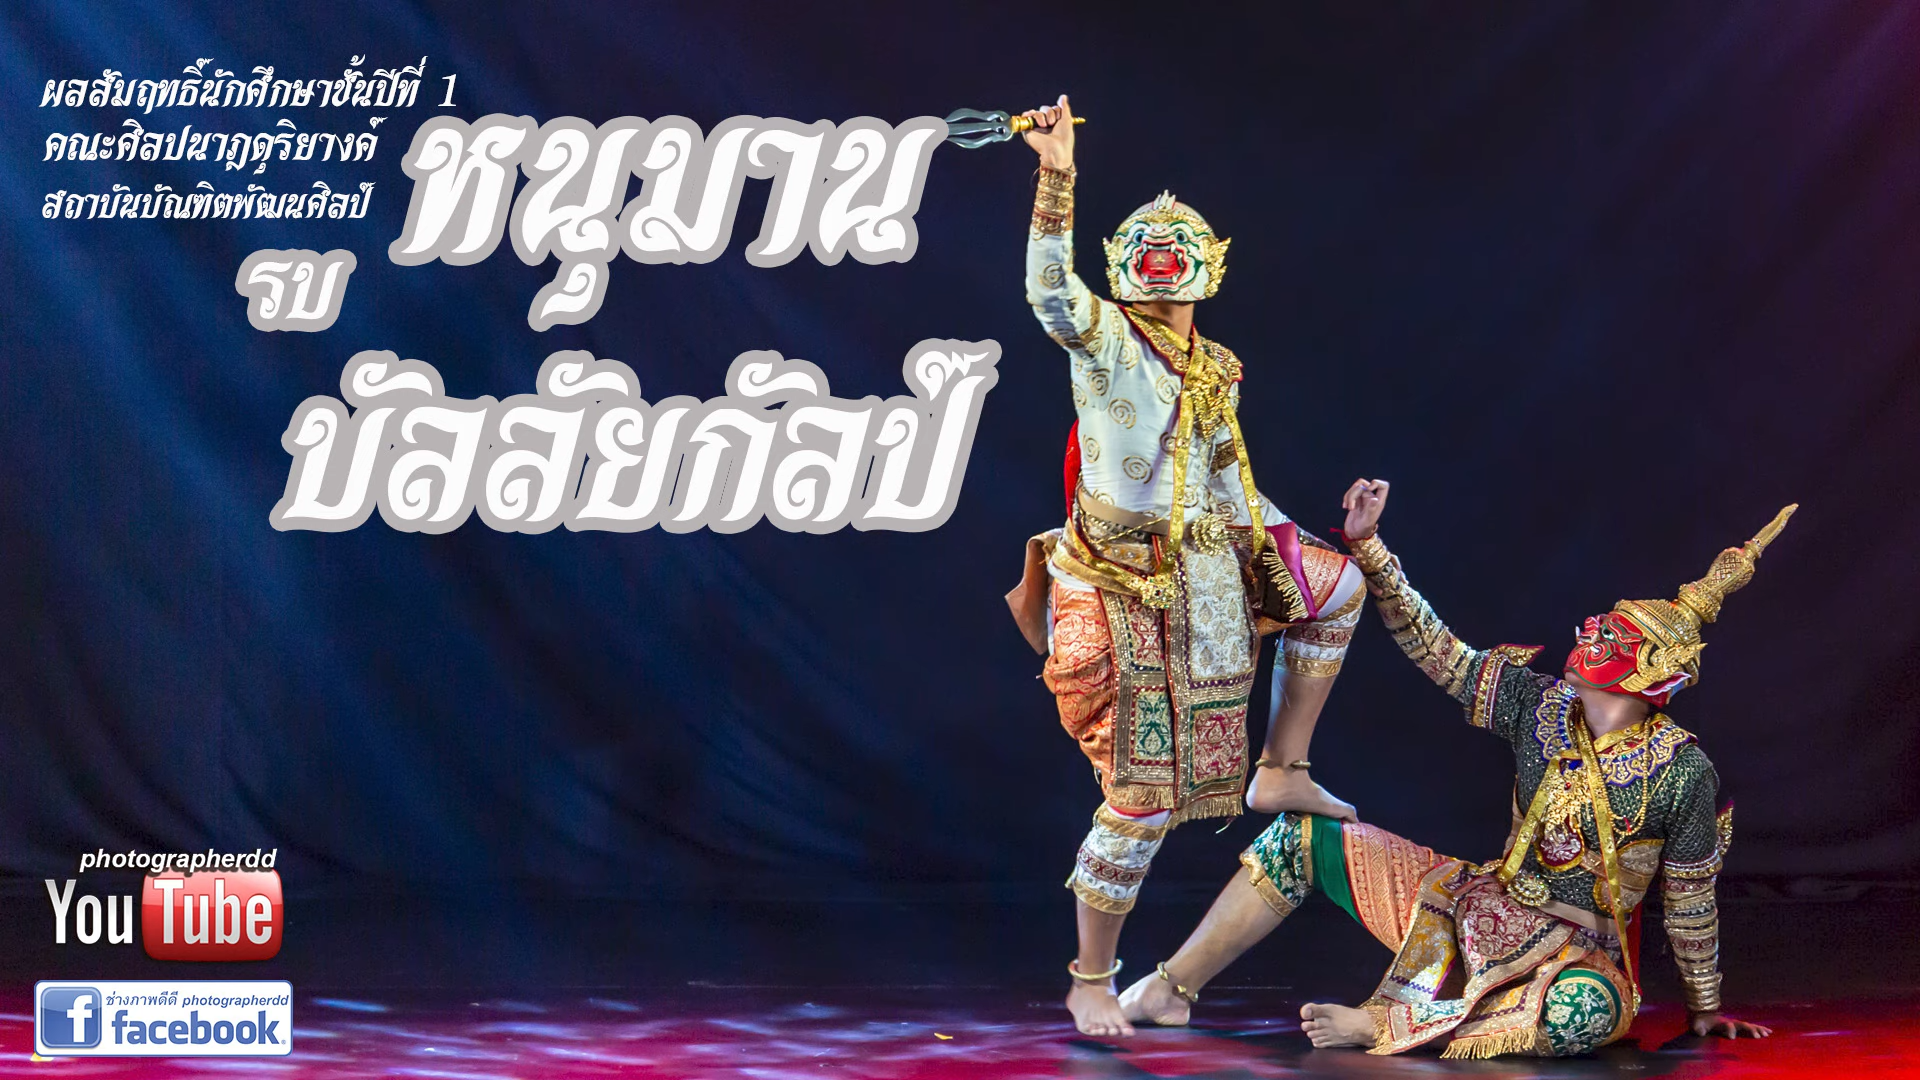 ผลสัมฤทธิ์นักศึกษาชั้นปีที่ 1
คณะศิลปนาฏดุริยางค์
สถาบันบัณฑิตพัฒนศิลป์
หนุมาน
รบ
บัลลัยกัลป์
photographerdd
YouTube
ช่างภาพดีดี photographerdd
facebook